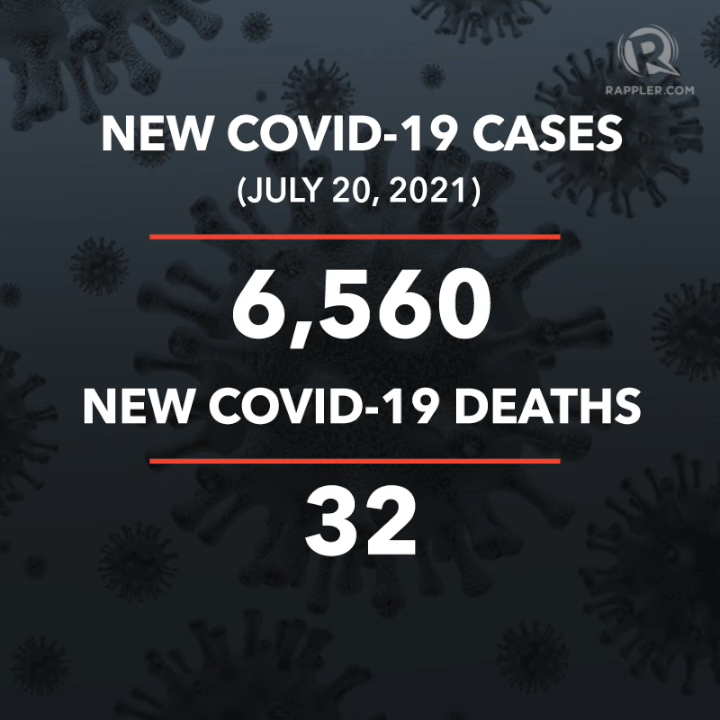 RAPPLER.COM
NEW COVID-19 CASES
(JULY 20, 2021)
6,560
NEW COVID-19 DEATHS
32